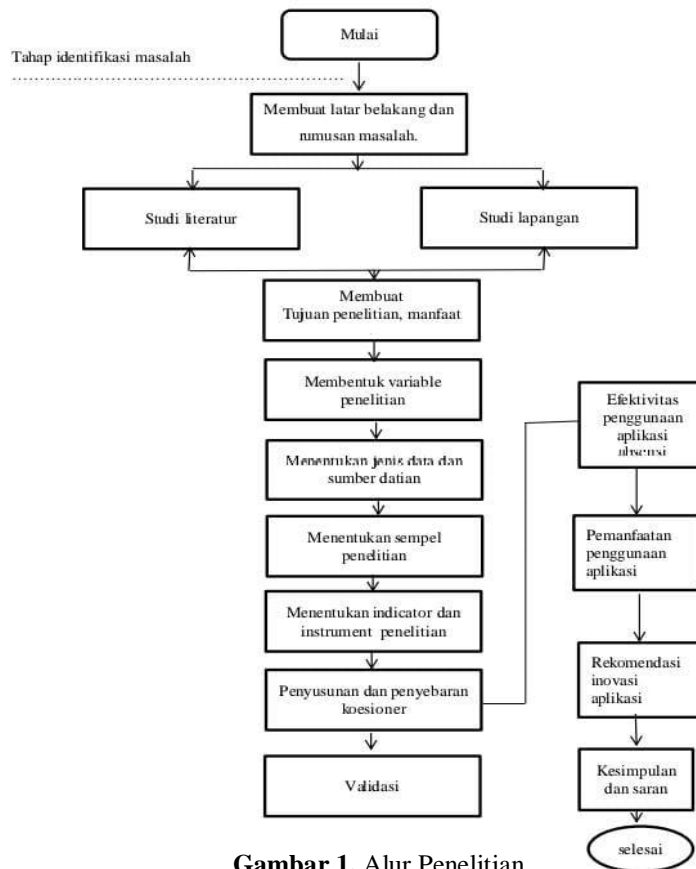 Mulai
Tahap identifikasi masalah
Membuat latar belakang dan
rumusan masalah.
Studi literatur
Studi lapangan
Membuat
Tujuan penelitian, manfaat
Membentuk variable
penelitian
Menentukan jenis data dan
sumber datian
Menentukan sempel
penelitian
Menentukan indicator dan
instrument penelitian
Penyusunan dan penyebaran
koesioner
Validasi
Efektivitas
penggunaan
aplikasi
absensi
Pemanfaatan
penggunaan
aplikasi
Rekomendasi
inovasi
aplikasi
Kesimpulan
dan saran
selesai
Gambar 1. Alur Penelitian